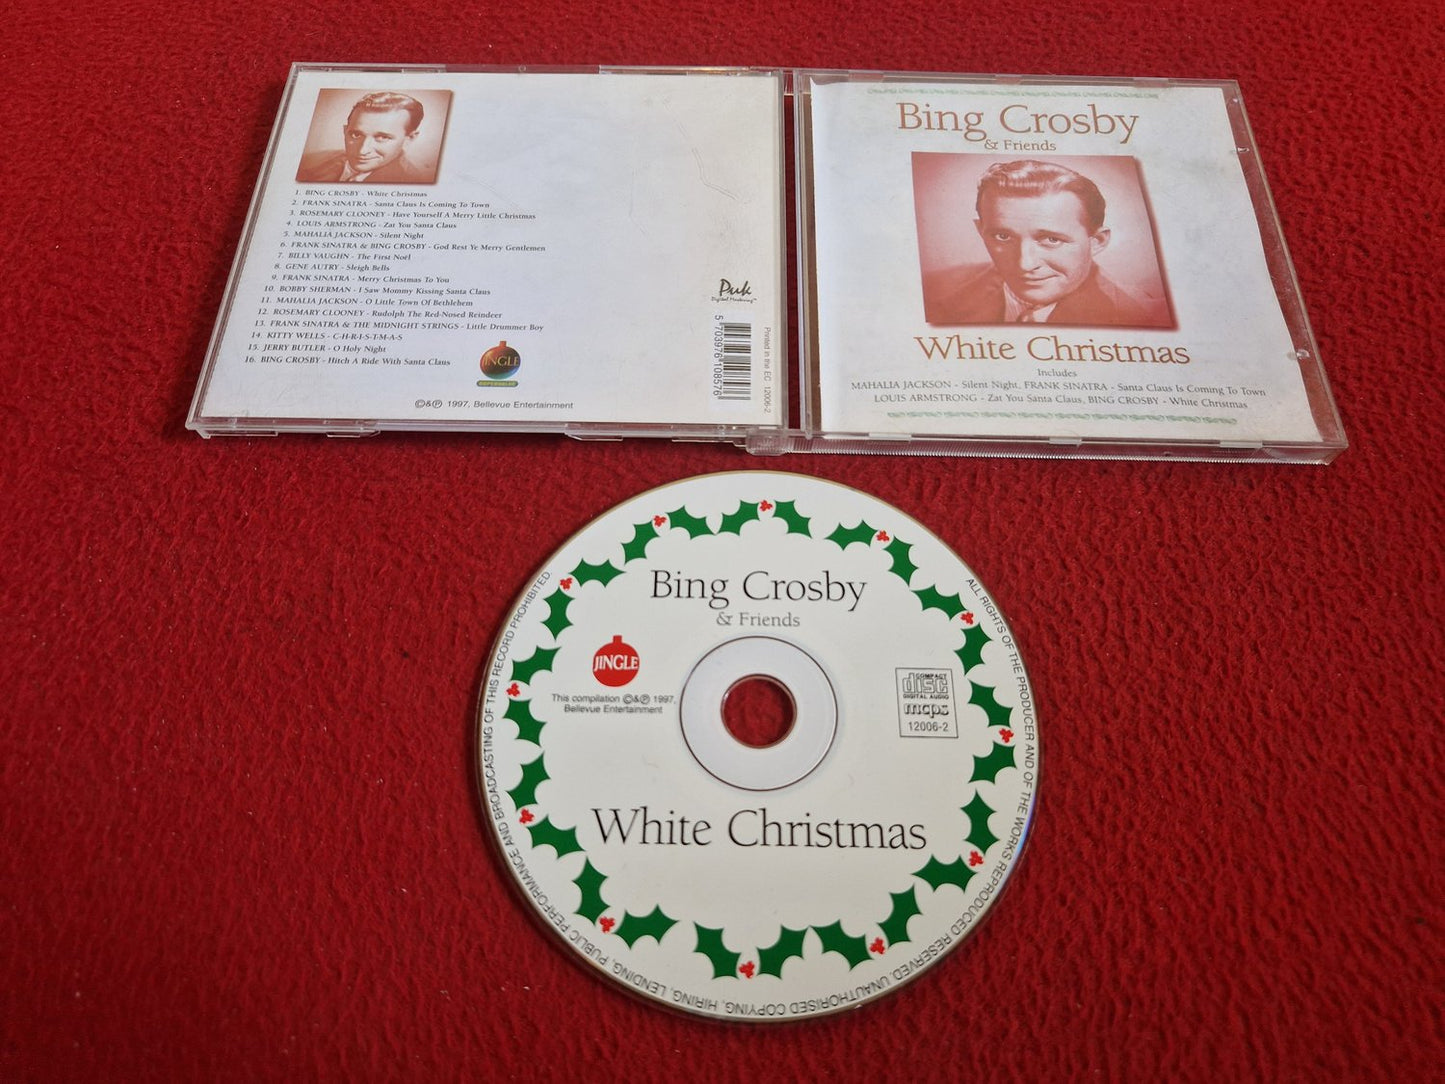 1. BING CROSBY - White Christmas
2. FRANK SINATRA - Santa Claus Is Coming To Town
3. ROSEMARY CLOONEY - Have Yourself A Merry Little Christmas
4. LOUIS ARMSTRONG - Zat You Santa Claus
5. MAHALIA JACKSON - Silent Night
6. FRANK SINATRA & BING CROSBY - God Rest Ye Merry Gentlemen
7. BILLY VAUGHN - The First Noël
8. GENE AUTRY - Sleigh Bells
9. FRANK SINATRA - Merry Christmas To You
10. BOBBY SHERMAN - I Saw Mommy Kissing Santa Claus
11. MAHALIA JACKSON - O Little Town Of Bethlehem
12. ROSEMARY CLOONEY - Rudolph The Red-Nosed Reindeer
13. FRANK SINATRA & THE MIDNIGHT STRINGS - Little Drummer Boy
14. KITTY WELLS - C-H-R-I-S-T-M-A-S
15. JERRY BUTLER - O Holy Night
16. BING CROSBY - Hitch A Ride With Santa Claus
JINGLE
©&℗ 1997, Bellevue Entertainment
Puk
Digital Mastering™
5 703976 108576
Printed in the EC 12006-2
Bing Crosby
& Friends
White Christmas
Includes
MAHALIA JACKSON - Silent Night, FRANK SINATRA - Santa Claus Is Coming To Town
LOUIS ARMSTRONG - Zat You Santa Claus, BING CROSBY - White Christmas
Bing Crosby
& Friends
JINGLE
This compilation ©&℗ 1997,
Bellevue Entertainment
COMPACT
disc
DIGITAL AUDIO
mcps
12006-2
White Christmas
ALL RIGHTS OF THE PRODUCER AND OF THE WORKS REPRODUCED RESERVED. UNAUTHORISED COPYING, HIRING, LENDING, PUBLIC PERFORMANCE AND BROADCASTING OF THIS RECORD PROHIBITED.